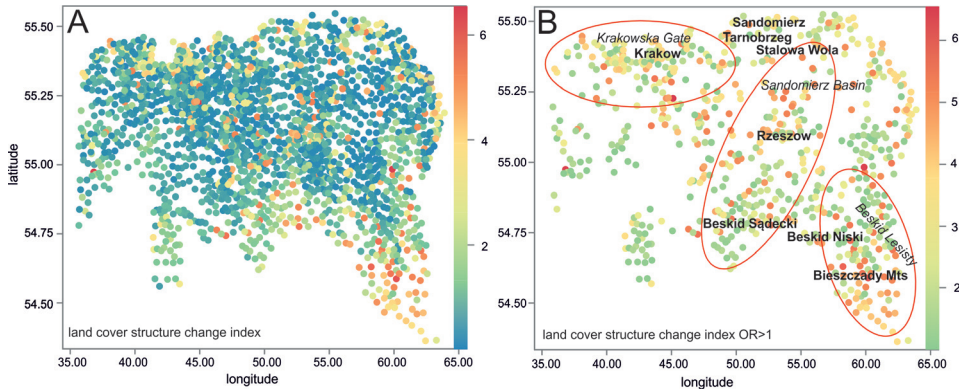 A
55.50
55.25
55.00
54.75
54.50
latitude
land cover structure change index
35.00 40.00 45.00 50.00 55.00 60.00 65.00
longitude
6
4
2
B
55.50
55.25
55.00
54.75
54.50
Krakowska Gate
Krakow
Sandomierz
Tarnobrzeg
Stalowa Wola
Sandomierz Basin
Rzeszow
Beskid Sądecki
Beskid Niski
Beskid Lesisty
Bieszczady Mts
land cover structure change index OR>1
35.00 40.00 45.00 50.00 55.00 60.00 65.00
longitude
6
5
4
3
2